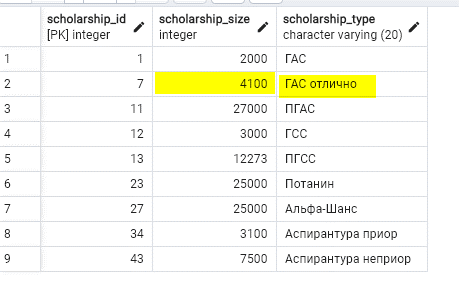 scholarship_id scholarship_size scholarship_type
[PK] integer integer character varying (20)
1 1 2000 ГАС
2 7 4100 ГАС отлично
3 11 27000 ПГАС
4 12 3000 ГСС
5 13 12273 ПГСС
6 23 25000 Потанин
7 27 25000 Альфа-Шанс
8 34 3100 Аспирантура приор
9 43 7500 Аспирантура неприор